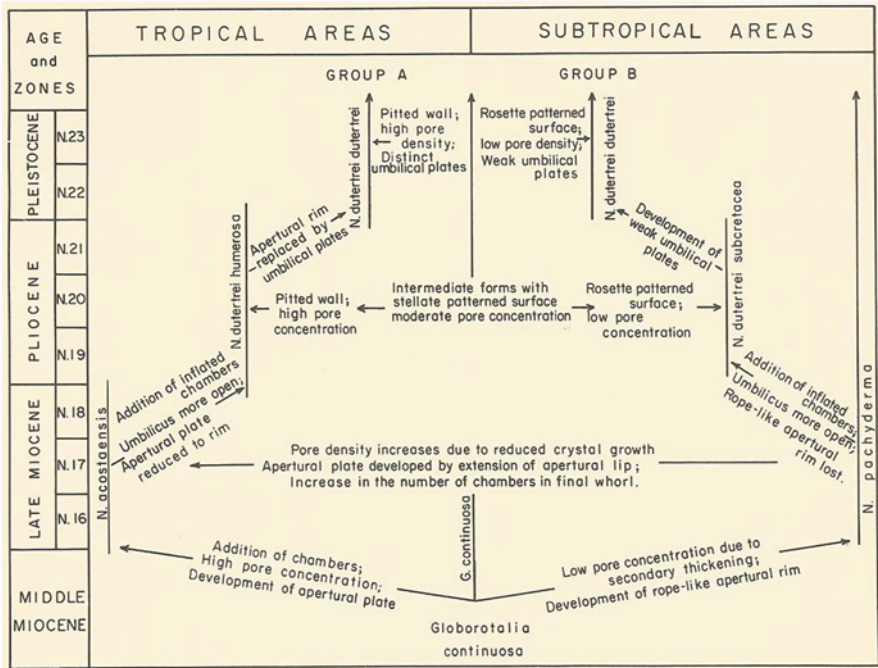 AGE
and
ZONES
TROPICAL AREAS
SUBTROPICAL AREAS
GROUP A
GROUP B
PLEISTOCENE
N.23
N.22
PLIOCENE
N.21
N.20
N.19
LATE MIOCENE
N.18
N.17
N.16
MIDDLE
MIOCENE
N. dutertrei dutertrei
Pitted wall;
high pore
density;
Distinct
umbilical plates
Rosette patterned
surface;
low pore density;
Weak umbilical
plates
N. dutertrei dutertrei
N. dutertrei humerosa
Apertural rim
replaced by
umbilical plates
Development of
weak umbilical
plates
N. dutertrei subcretacea
Pitted wall;
high pore
concentration
Intermediate forms with
stellate patterned surface
moderate pore concentration
Rosette patterned
surface;
low pore
concentration
N. acostaensis
Addition of inflated
chambers
Umbilicus more open;
Apertural plate
reduced to rim
Addition of inflated
chambers;
Umbilicus more open;
Rope-like apertural
rim lost.
N. pachyderma
Pore density increases due to reduced crystal growth
Apertural plate developed by extension of apertural lip;
Increase in the number of chambers in final whorl.
G. continuosa
Addition of chambers;
High pore concentration;
Development of apertural plate
Low pore concentration due to
secondary thickening;
Development of rope-like apertural rim
Globorotalia
continuosa